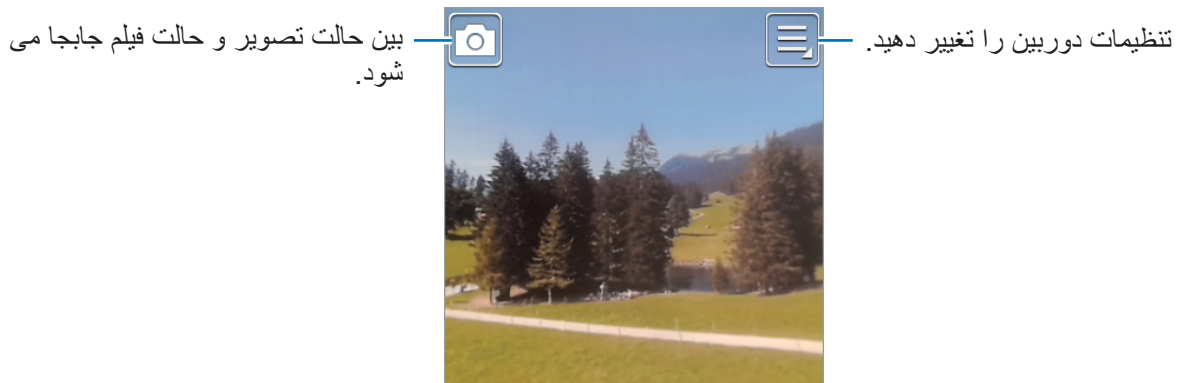 تنظیمات دوربین را تغییر دهید.
بین حالت تصویر و حالت فیلم جابجا می
شود.